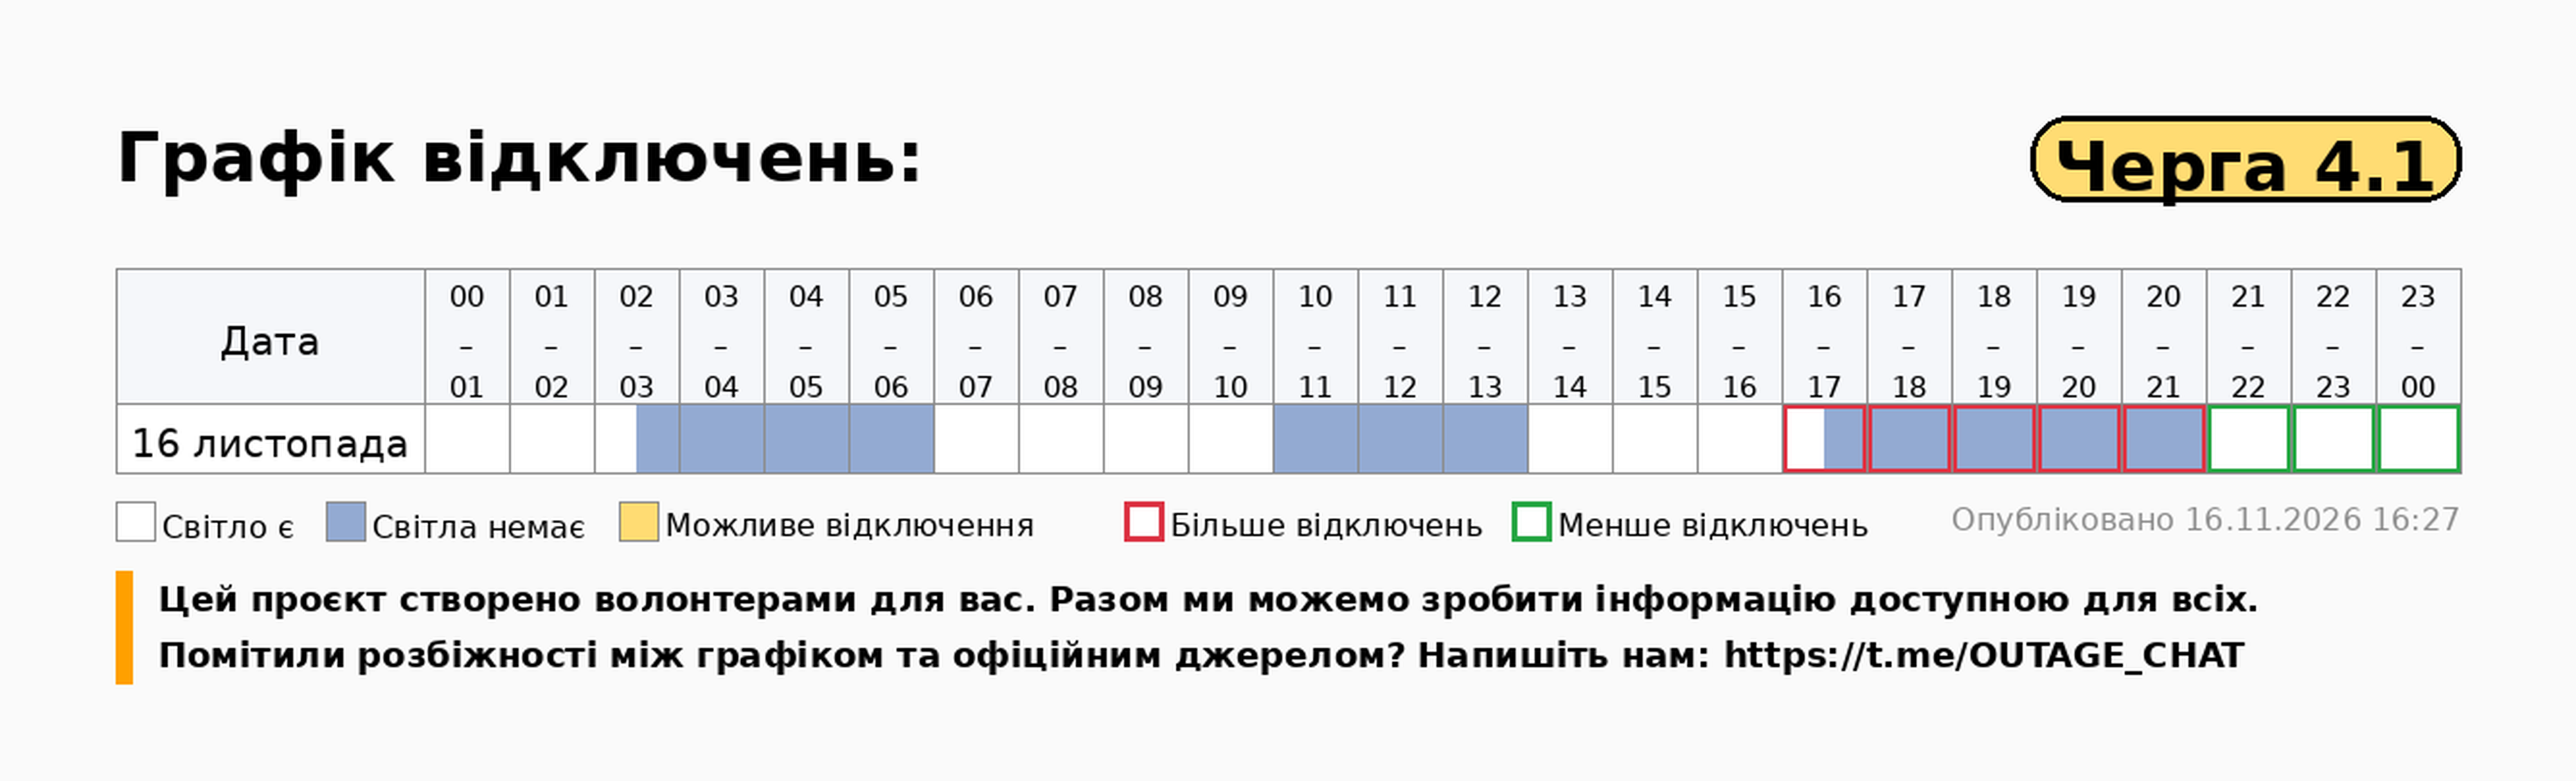 Графік відключень:
Черга 4.1
Дата 00 – 01 01 – 02 02 – 03 03 – 04 04 – 05 05 – 06 06 – 07 07 – 08 08 – 09 09 – 10 10 – 11 11 – 12 12 – 13 13 – 14 14 – 15 15 – 16 16 – 17 17 – 18 18 – 19 19 – 20 20 – 21 21 – 22 22 – 23 23 – 00
16 листопада
Світло є Світла немає Можливе відключення Більше відключень Менше відключень Опубліковано 16.11.2026 16:27
Цей проєкт створено волонтерами для вас. Разом ми можемо зробити інформацію доступною для всіх.
Помітили розбіжності між графіком та офіційним джерелом? Напишіть нам: https://t.me/OUTAGE_CHAT